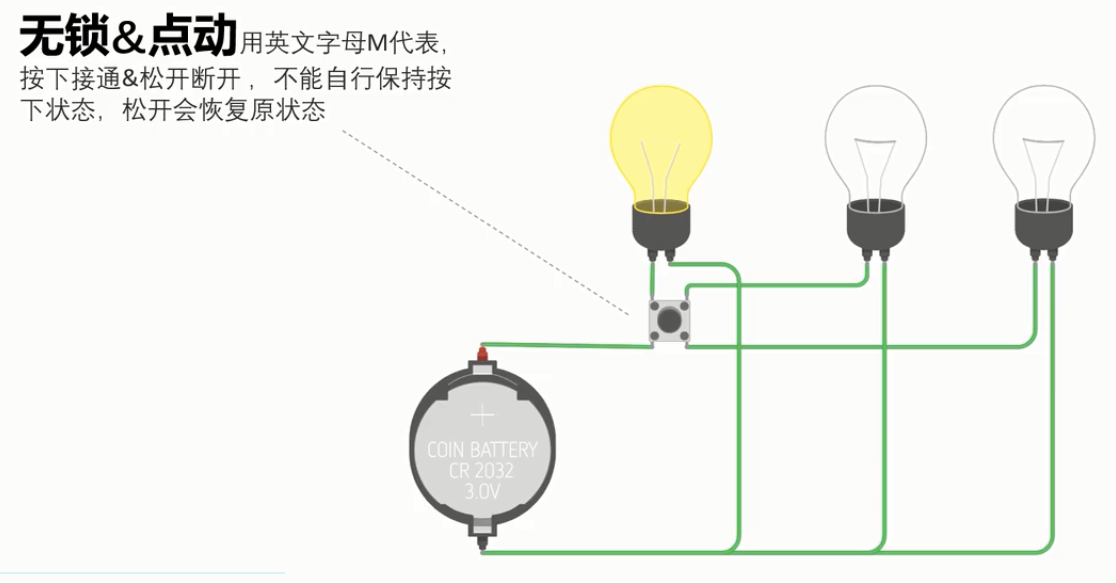 无锁&点动用英文字母M代表，
按下接通&松开断开，不能自行保持按
下状态，松开会恢复原状态
COIN BATTERY
CR 2032
3.0V